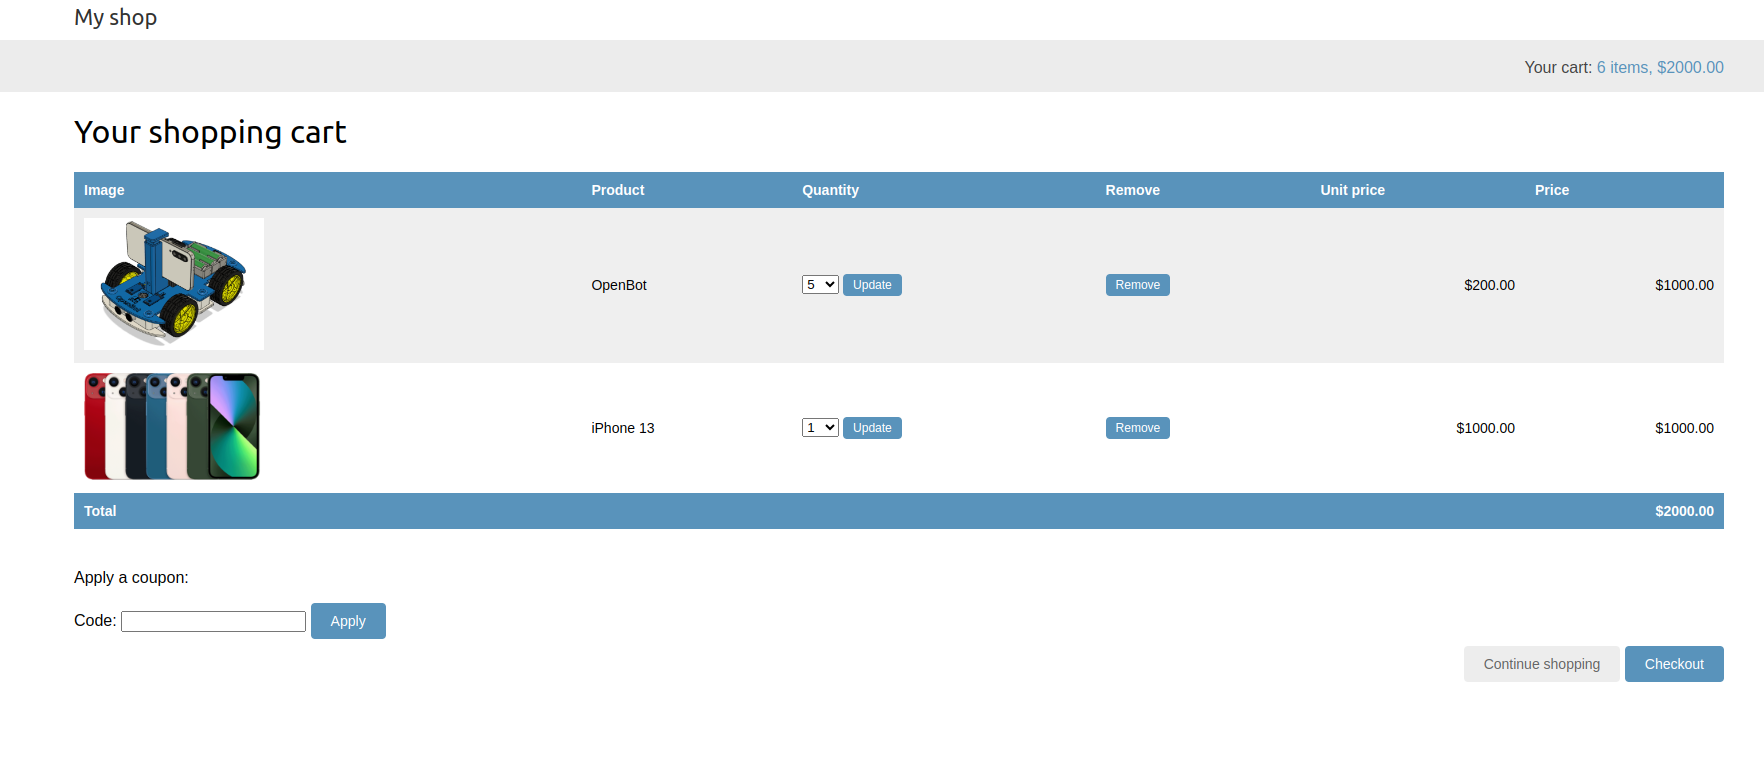 My shop
Your cart: 6 items, $2000.00
Your shopping cart
Image Product Quantity Remove Unit price Price
OpenBot 5 Update Remove $200.00 $1000.00
iPhone 13 1 Update Remove $1000.00 $1000.00
Total $2000.00
Apply a coupon:
Code: Apply
Continue shopping Checkout